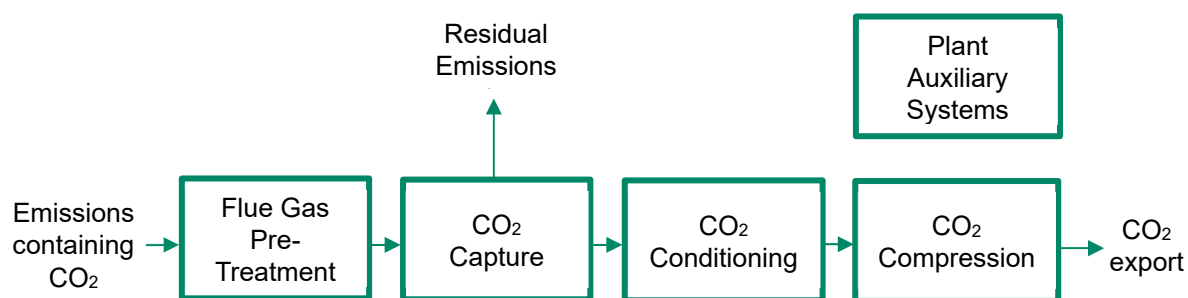 Residual
Emissions
Plant
Auxiliary
Systems
Emissions
containing
CO₂
Flue Gas
Pre-
Treatment
CO₂
Capture
CO₂
Conditioning
CO₂
Compression
CO₂
export